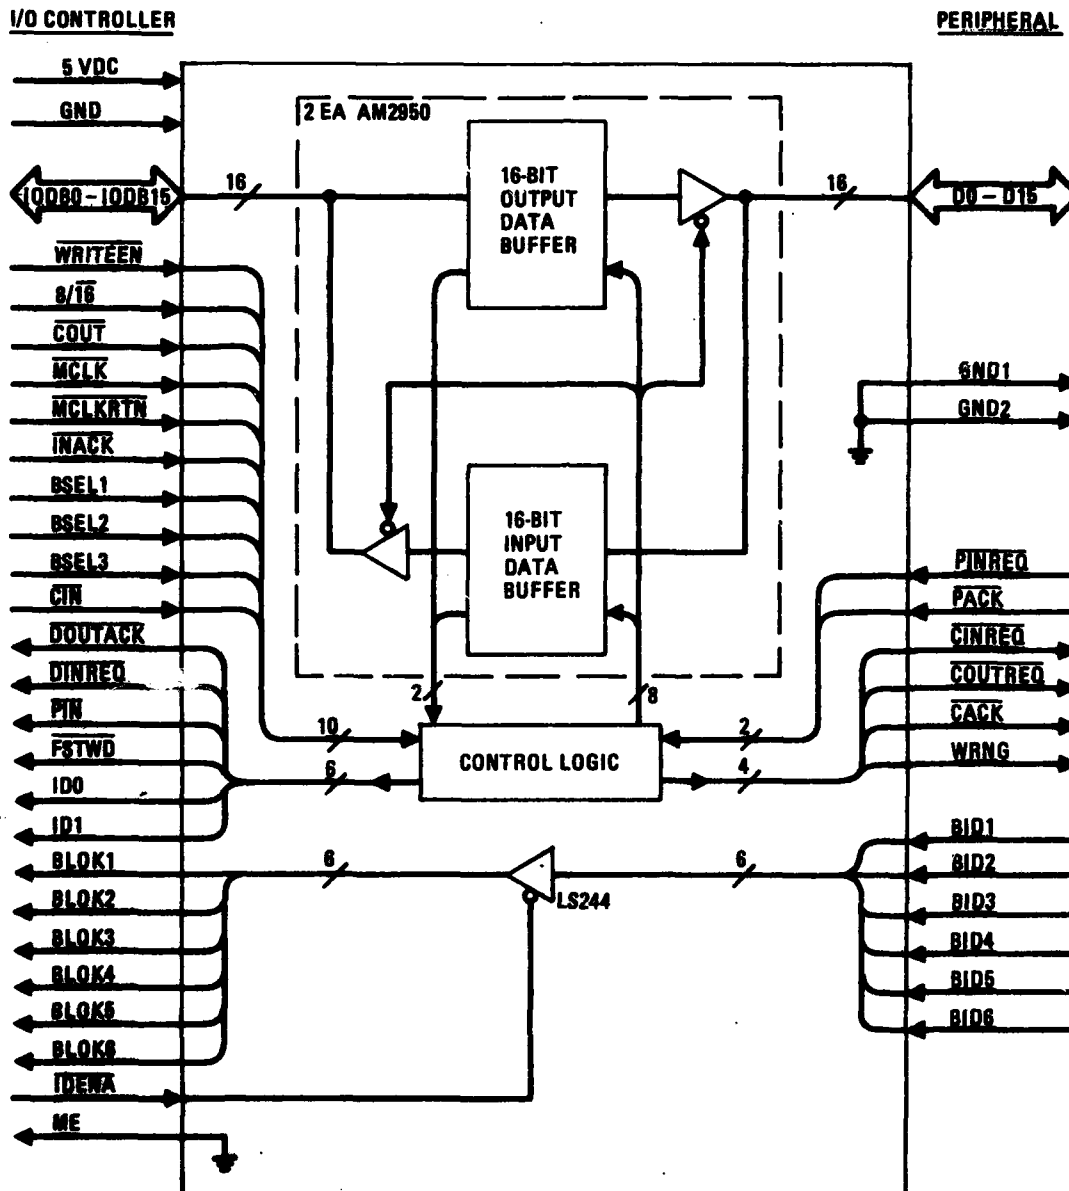 I/O CONTROLLER
PERIPHERAL
5 VDC
GND
IODB0 - IODB15
16
WRITEEN
8/16
COUT
MCLK
MCLKRTN
INACK
BSEL1
BSEL2
BSEL3
CIN
DOUTACK
DINREQ
PIN
FSTWD
ID0
ID1
BLOK1
BLOK2
BLOK3
BLOK4
BLOK5
BLOK6
IDENA
ME
2 EA AM2950
16-BIT
OUTPUT
DATA
BUFFER
16-BIT
INPUT
DATA
BUFFER
2
8
10
6
CONTROL LOGIC
2
4
6
6
LS244
16
D0 - D15
GND1
GND2
PINREQ
PACK
CINREQ
COUTREQ
CACK
WRNG
BID1
BID2
BID3
BID4
BID5
BID6